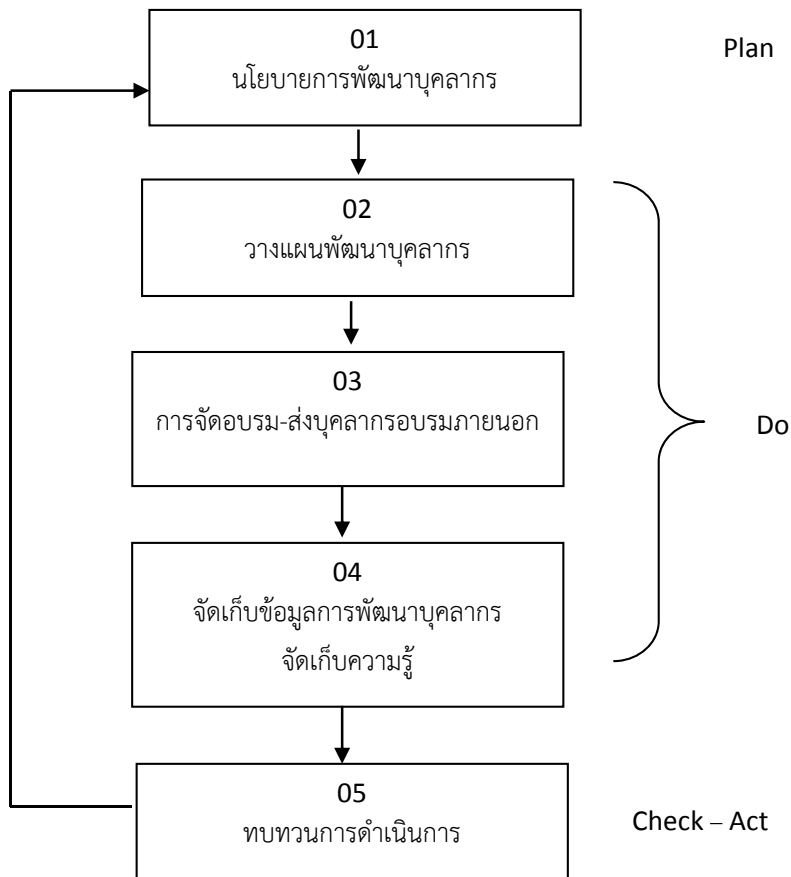 01
นโยบายการพัฒนาบุคลากร
Plan
02
วางแผนพัฒนาบุคลากร
03
การจัดอบรม-ส่งบุคลากรอบรมภายนอก
Do
04
จัดเก็บข้อมูลการพัฒนาบุคลากร
จัดเก็บความรู้
05
ทบทวนการดำเนินการ
Check – Act